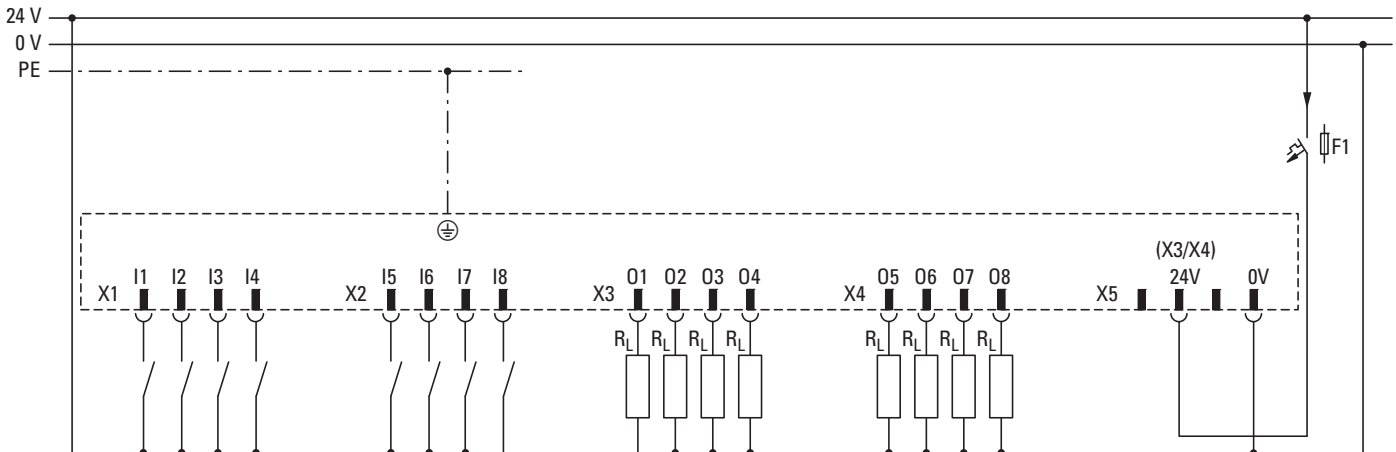 24 V
0 V
PE
F1
(X3/X4)
X1 I1 I2 I3 I4 X2 I5 I6 I7 I8 X3 O1 O2 O3 O4 X4 O5 O6 O7 O8 X5 24V 0V
RL RL RL RL RL RL RL RL